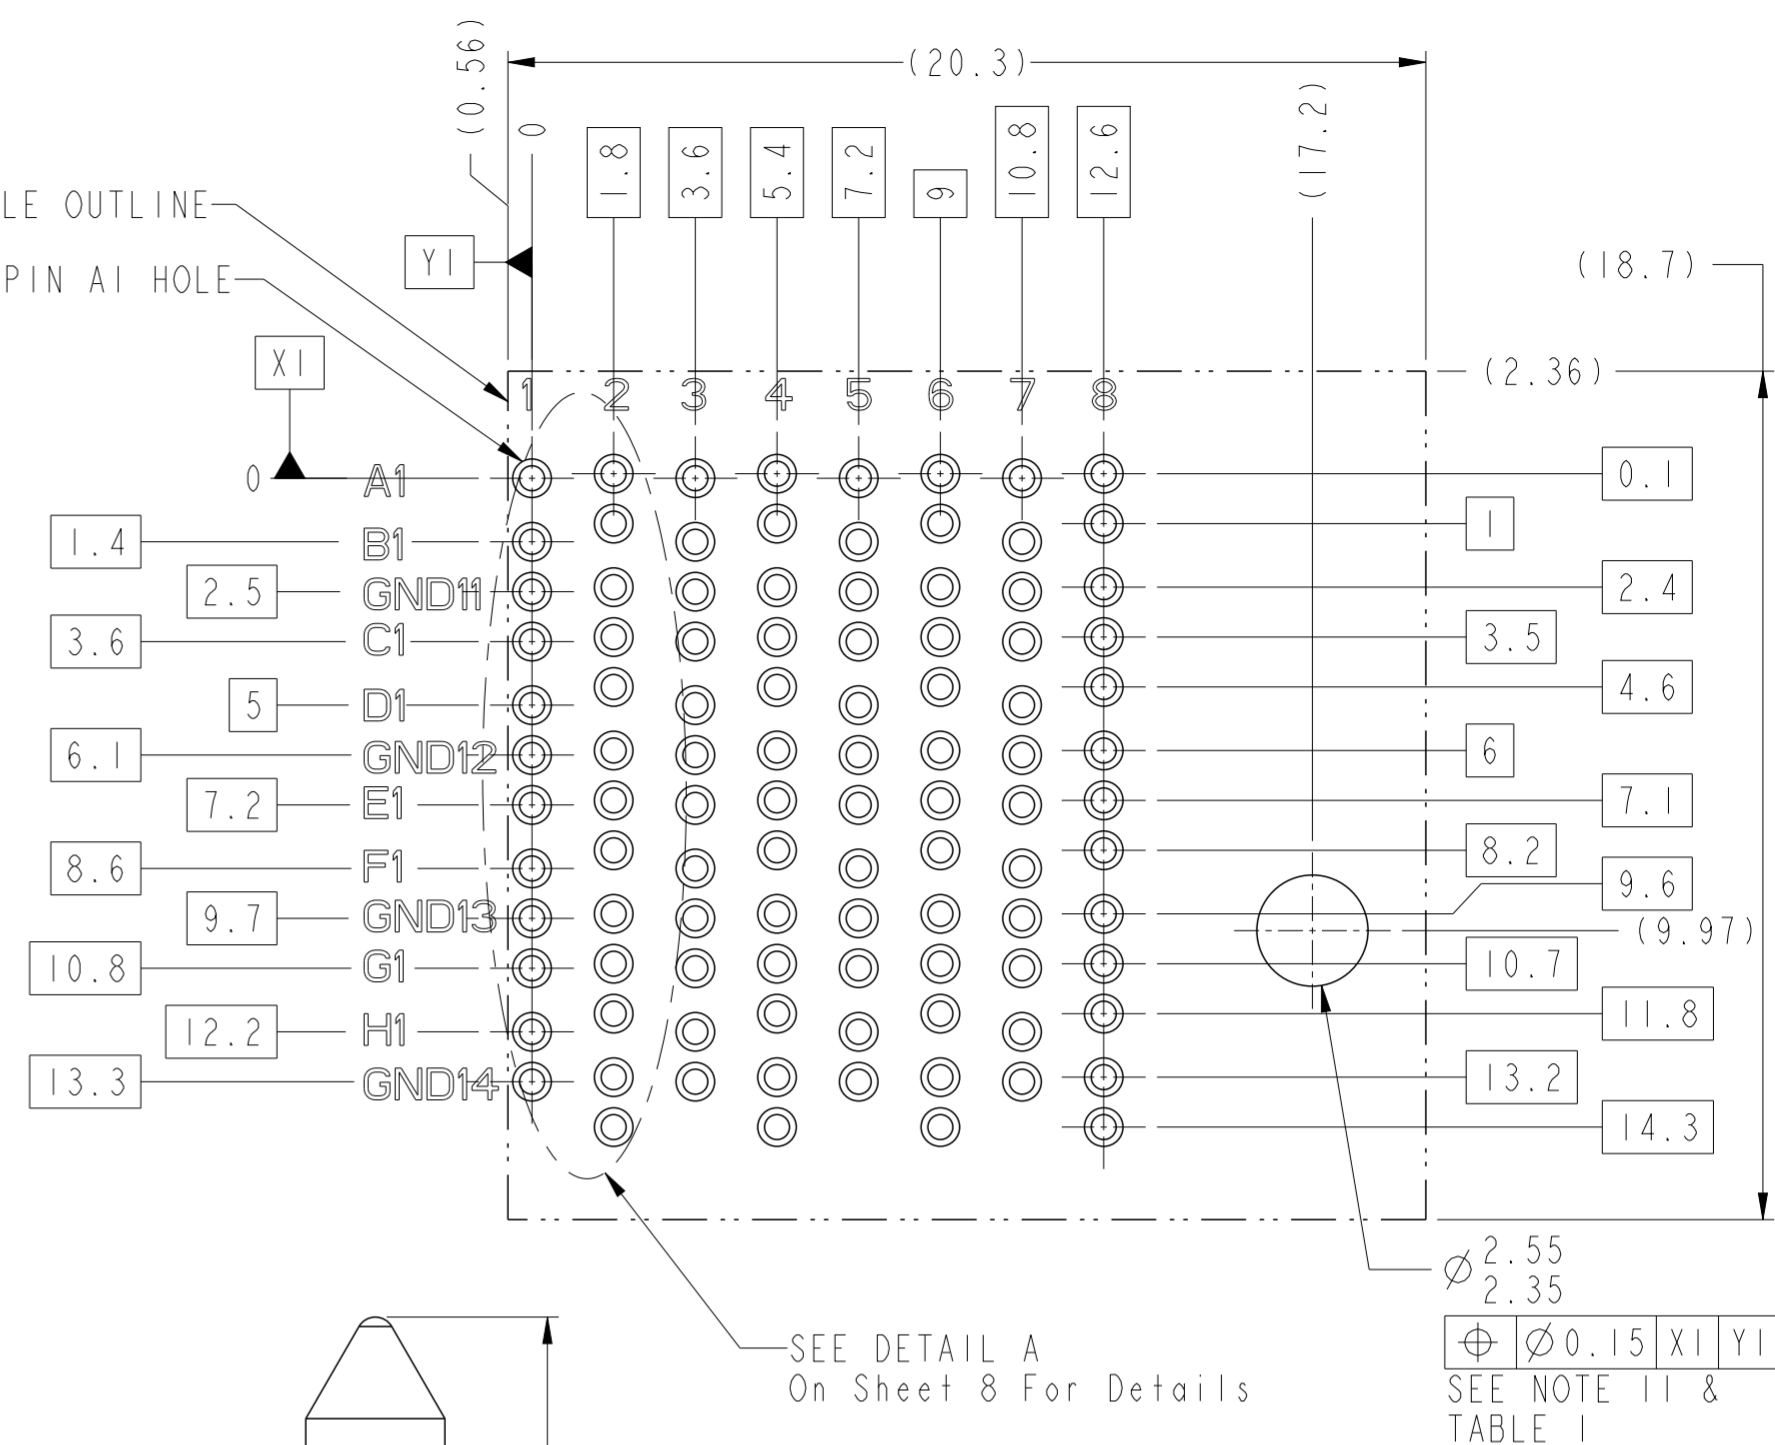 (0.56)
(20.3)
0
1.8
3.6
5.4
7.2
9
10.8
12.6
(17.2)
LE OUTLINE
Y1
(18.7)
PIN A1 HOLE
X1
(2.36)
1 2 3 4 5 6 7 8
0 A1
0.1
1
1.4 B1
2.5 GND11
2.4
3.6 C1
3.5
4.6
5 D1
6.1 GND12
6
7.2 E1
7.1
8.2
8.6 F1
9.6
9.7 GND13
(9.97)
10.8 G1
10.7
11.8
12.2 H1
13.3 GND14
13.2
14.3
⌀ 2.55
2.35
⌖ ⌀0.15 X1 Y1
SEE NOTE 11 &
TABLE 1
SEE DETAIL A
On Sheet 8 For Details